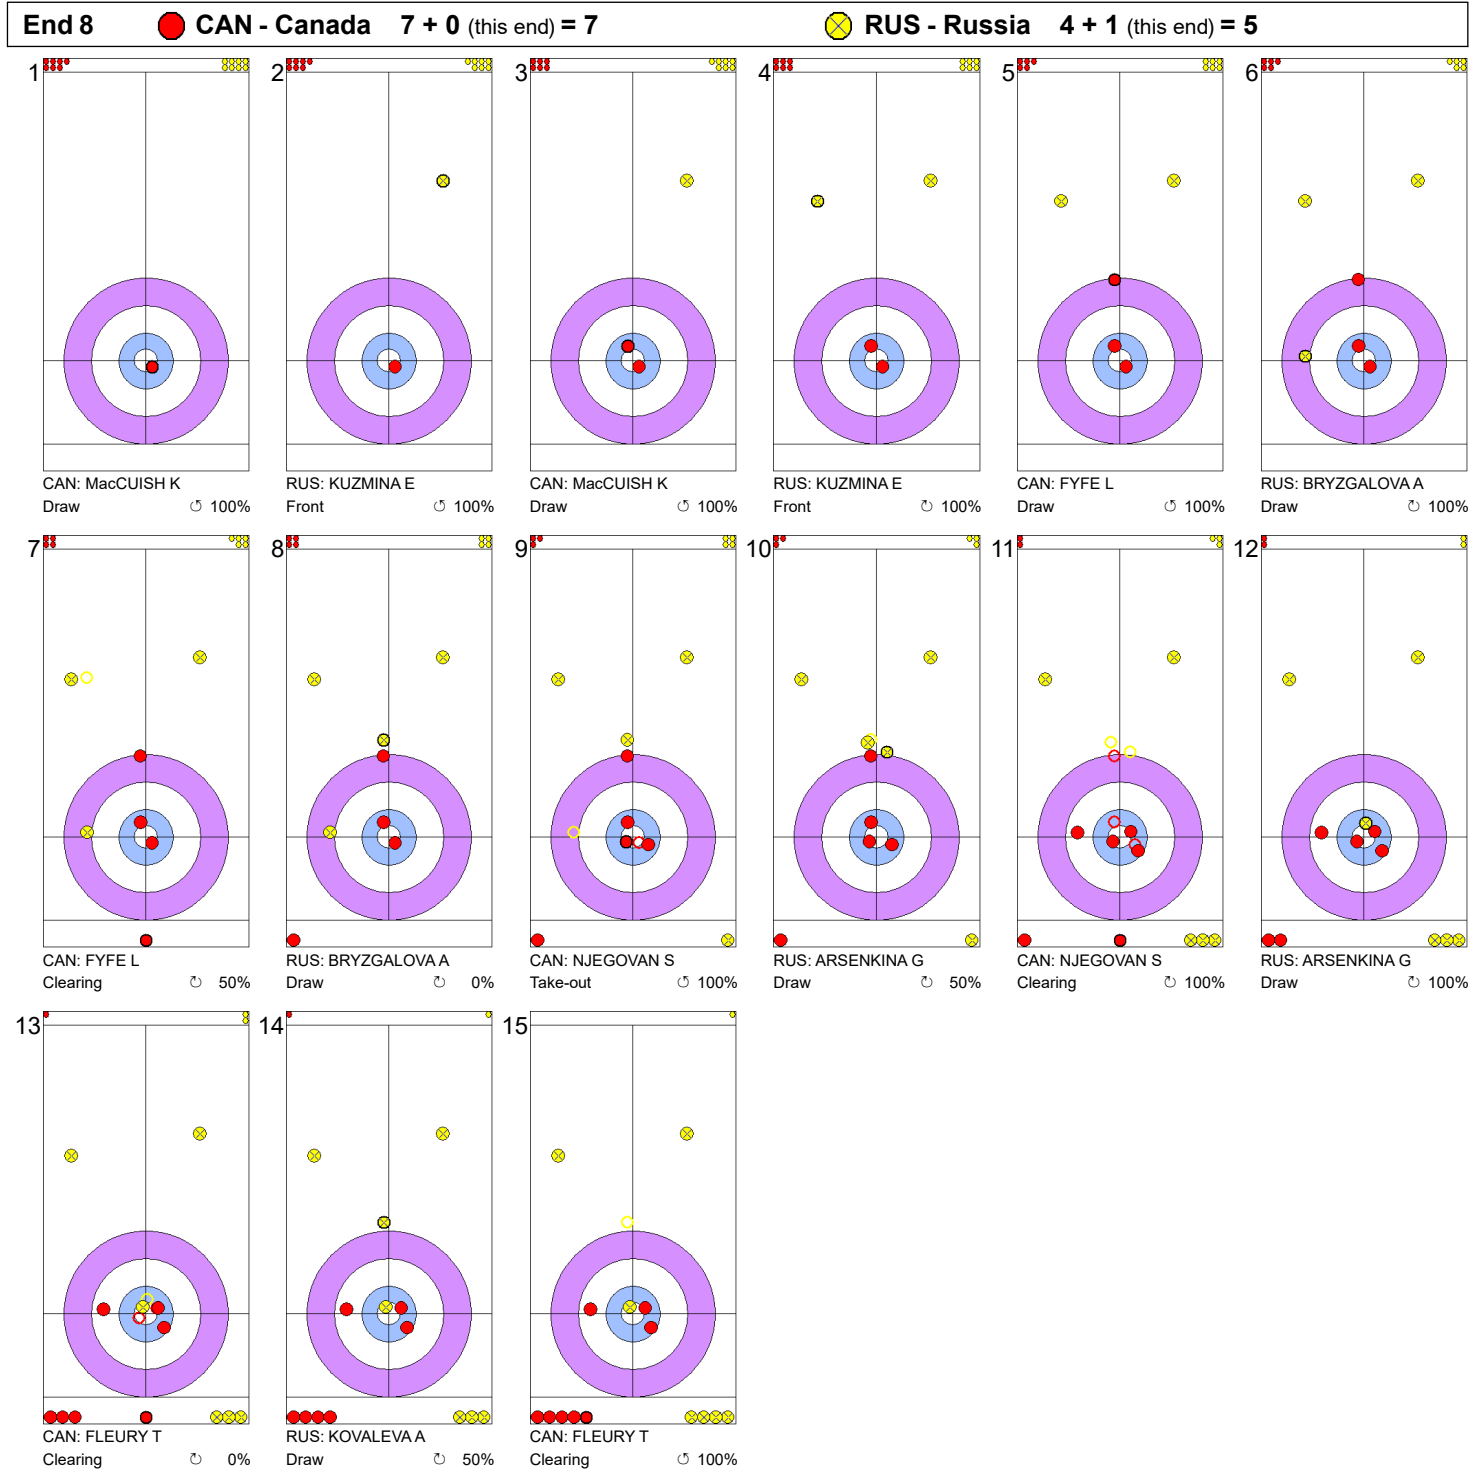 End 8 CAN - Canada 7 + 0 (this end) = 7 RUS - Russia 4 + 1 (this end) = 5
1 2 3 4 5 6
CAN: MacCUISH K RUS: KUZMINA E CAN: MacCUISH K RUS: KUZMINA E CAN: FYFE L RUS: BRYZGALOVA A
Draw ↺ 100% Front ↺ 100% Draw ↺ 100% Front ↻ 100% Draw ↺ 100% Draw ↻ 100%
7 8 9 10 11 12
CAN: FYFE L RUS: BRYZGALOVA A CAN: NJEGOVAN S RUS: ARSENKINA G CAN: NJEGOVAN S RUS: ARSENKINA G
Clearing ↻ 50% Draw ↻ 0% Take-out ↺ 100% Draw ↻ 50% Clearing ↻ 100% Draw ↻ 100%
13 14 15
CAN: FLEURY T RUS: KOVALEVA A CAN: FLEURY T
Clearing ↻ 0% Draw ↻ 50% Clearing ↺ 100%